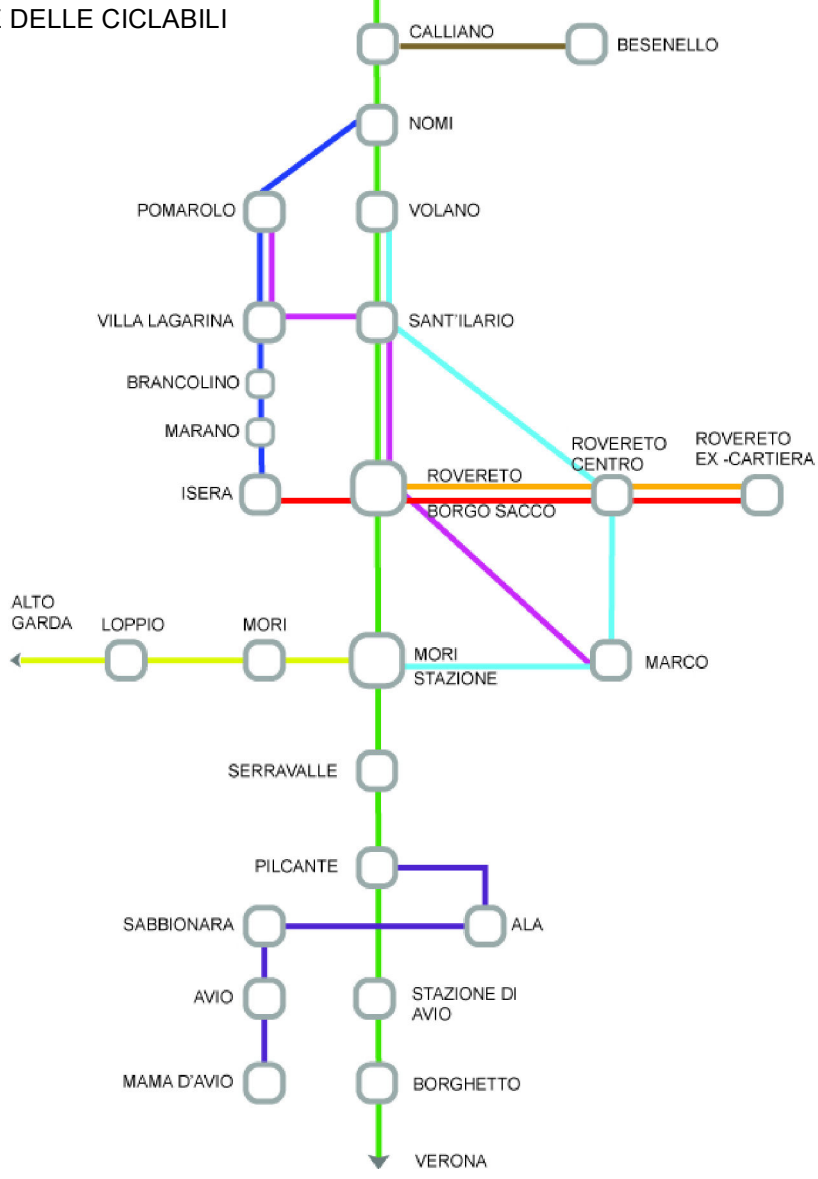 E DELLE CICLABILI
CALLIANO
BESENELLO
NOMI
POMAROLO
VOLANO
VILLA LAGARINA
SANT'ILARIO
BRANCOLINO
MARANO
ROVERETO
CENTRO
ROVERETO
EX -CARTIERA
ISERA
ROVERETO
BORGO SACCO
ALTO
GARDA
LOPPIO
MORI
MORI
STAZIONE
MARCO
SERRAVALLE
PILCANTE
SABBIONARA
ALA
AVIO
STAZIONE DI
AVIO
MAMA D'AVIO
BORGHETTO
VERONA